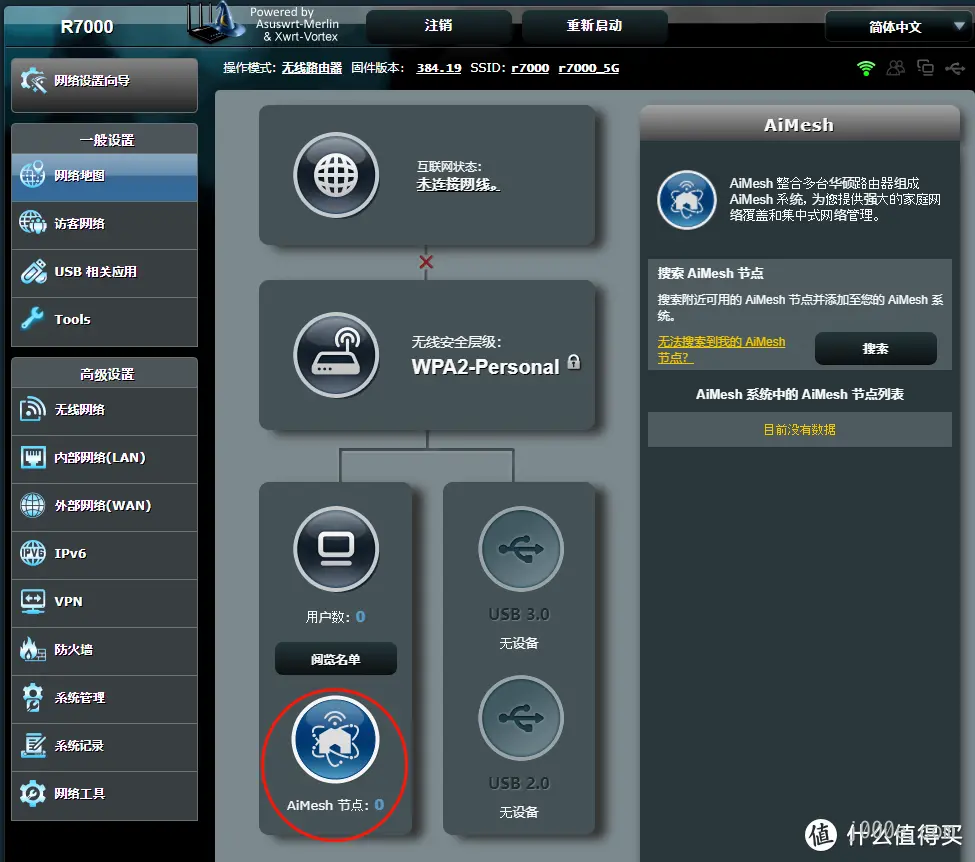 R7000
Powered by
Asuswrt-Merlin
& Xwrt-Vortex
注销
重新启动
简体中文
操作模式: 无线路由器 固件版本: 384.19 SSID: r7000 r7000_5G
网络设置向导
一般设置
网络地图
访客网络
USB 相关应用
Tools
高级设置
无线网络
内部网络(LAN)
外部网络(WAN)
IPv6
VPN
防火墙
系统管理
系统记录
网络工具
互联网状态:
未连接网线。
无线安全层级:
WPA2-Personal
用户数: 0
阅览名单
AiMesh 节点: 0
USB 3.0
无设备
USB 2.0
无设备
AiMesh
AiMesh 整合多台华硕路由器组成
AiMesh 系统, 为您提供强大的家庭网
络覆盖和集中式网络管理。
搜索 AiMesh 节点
搜索附近可用的 AiMesh 节点并添加至您的 AiMesh 系
统。
无法搜索到我的 AiMesh
节点?
搜索
AiMesh 系统中的 AiMesh 节点列表
目前没有数据
值 什么值得买